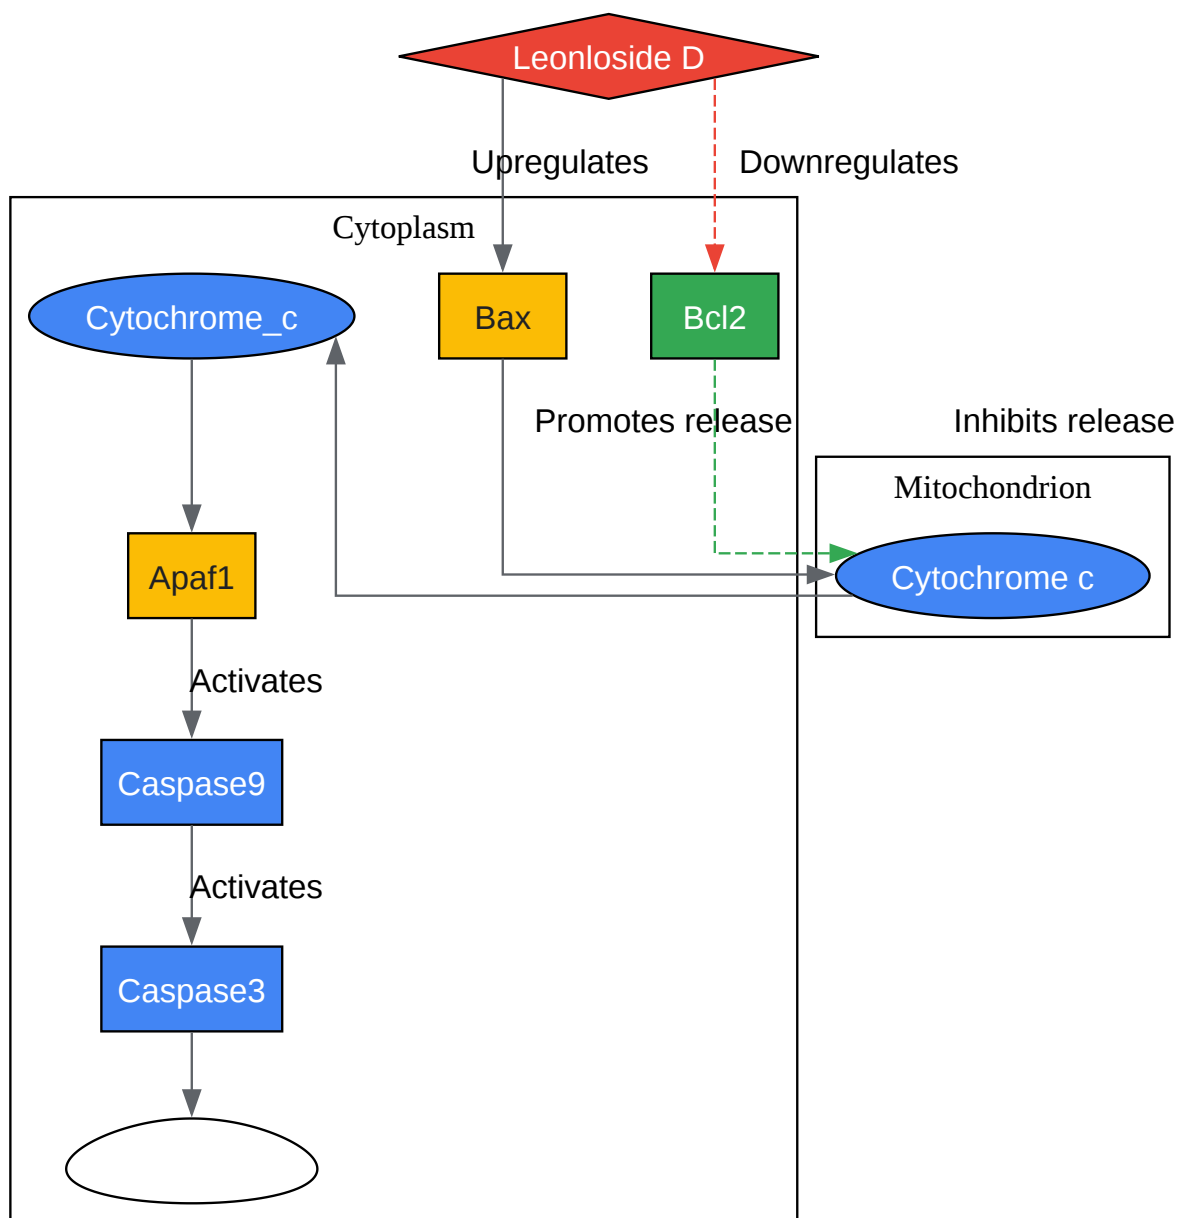 Leonloside D
Upregulates
Downregulates
Cytoplasm
Cytochrome_c
Bax
Bcl2
Promotes release
Inhibits release
Mitochondrion
Apaf1
Cytochrome c
Activates
Caspase9
Activates
Caspase3